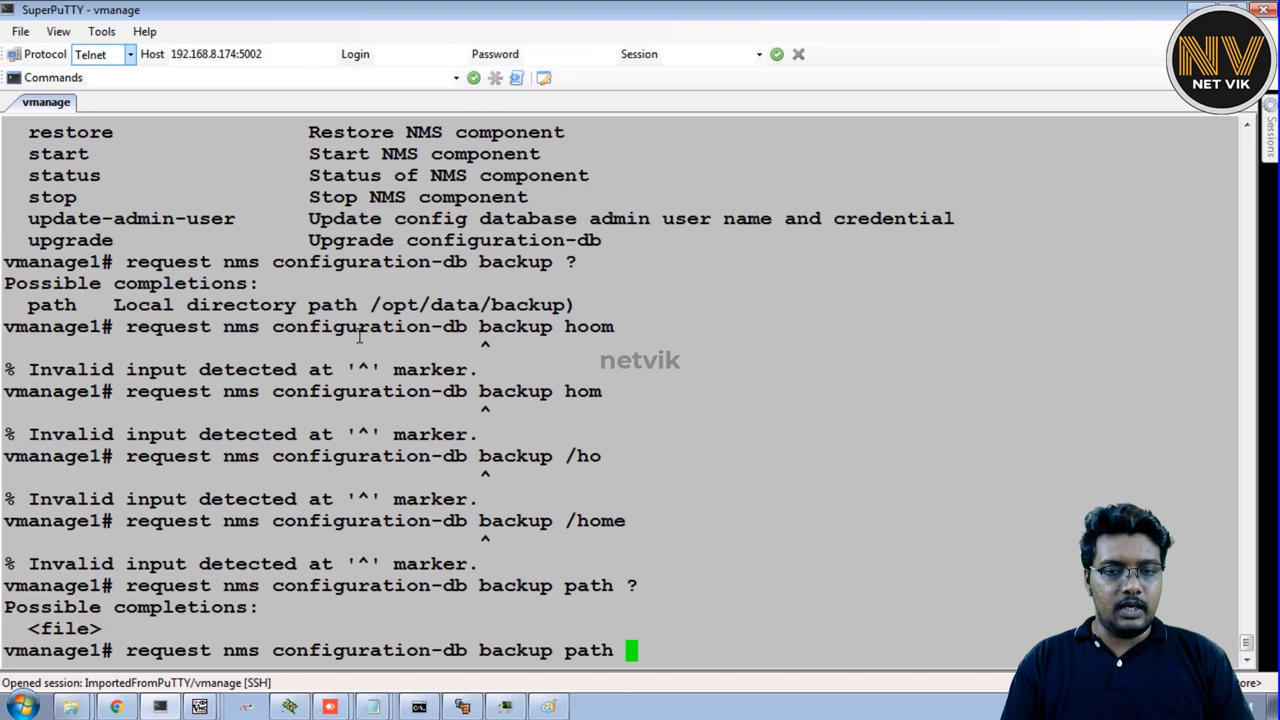 SuperPuTTY - vmanage
File View Tools Help
Protocol Telnet Host 192.168.8.174:5002 Login Password Session
Commands
vmanage
Sessions
NV
NET VIK
restore Restore NMS component
start Start NMS component
status Status of NMS component
stop Stop NMS component
update-admin-user Update config database admin user name and credential
upgrade Upgrade configuration-db
vmanage1# request nms configuration-db backup ?
Possible completions:
path Local directory path /opt/data/backup)
vmanage1# request nms configuration-db backup hoom
^
% Invalid input detected at '^' marker.
vmanage1# request nms configuration-db backup hom
^
% Invalid input detected at '^' marker.
vmanage1# request nms configuration-db backup /ho
^
% Invalid input detected at '^' marker.
vmanage1# request nms configuration-db backup /home
^
% Invalid input detected at '^' marker.
vmanage1# request nms configuration-db backup path ?
Possible completions:
<file>
vmanage1# request nms configuration-db backup path
netvik
Opened session: ImportedFromPuTTY/vmanage [SSH]